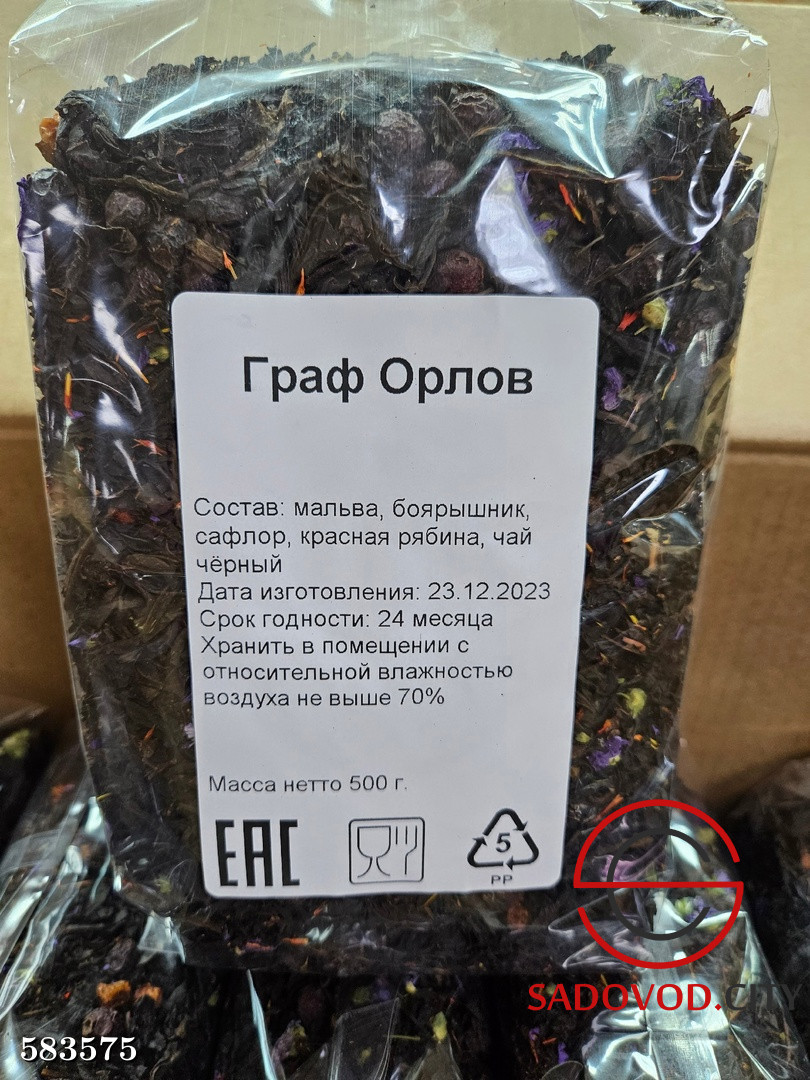 Граф Орлов
Состав: мальва, боярышник,
сафлор, красная рябина, чай
чёрный
Дата изготовления: 23.12.2023
Срок годности: 24 месяца
Хранить в помещении с
относительной влажностью
воздуха не выше 70%
Масса нетто 500 г.
EAC
5
PP
SADOVOD.CITY
583575